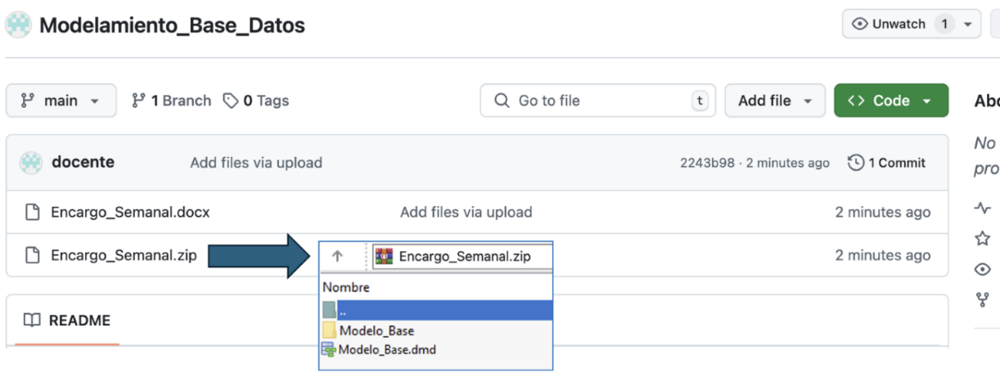 Modelamiento_Base_Datos
Unwatch 1
main 1 Branch 0 Tags Go to file t Add file Code
docente Add files via upload 2243b98 · 2 minutes ago 1 Commit
No
Encargo_Semanal.docx Add files via upload 2 minutes ago
Encargo_Semanal.zip 2 minutes ago
Encargo_Semanal.zip
Nombre
..
Modelo_Base
Modelo_Base.dmd
README